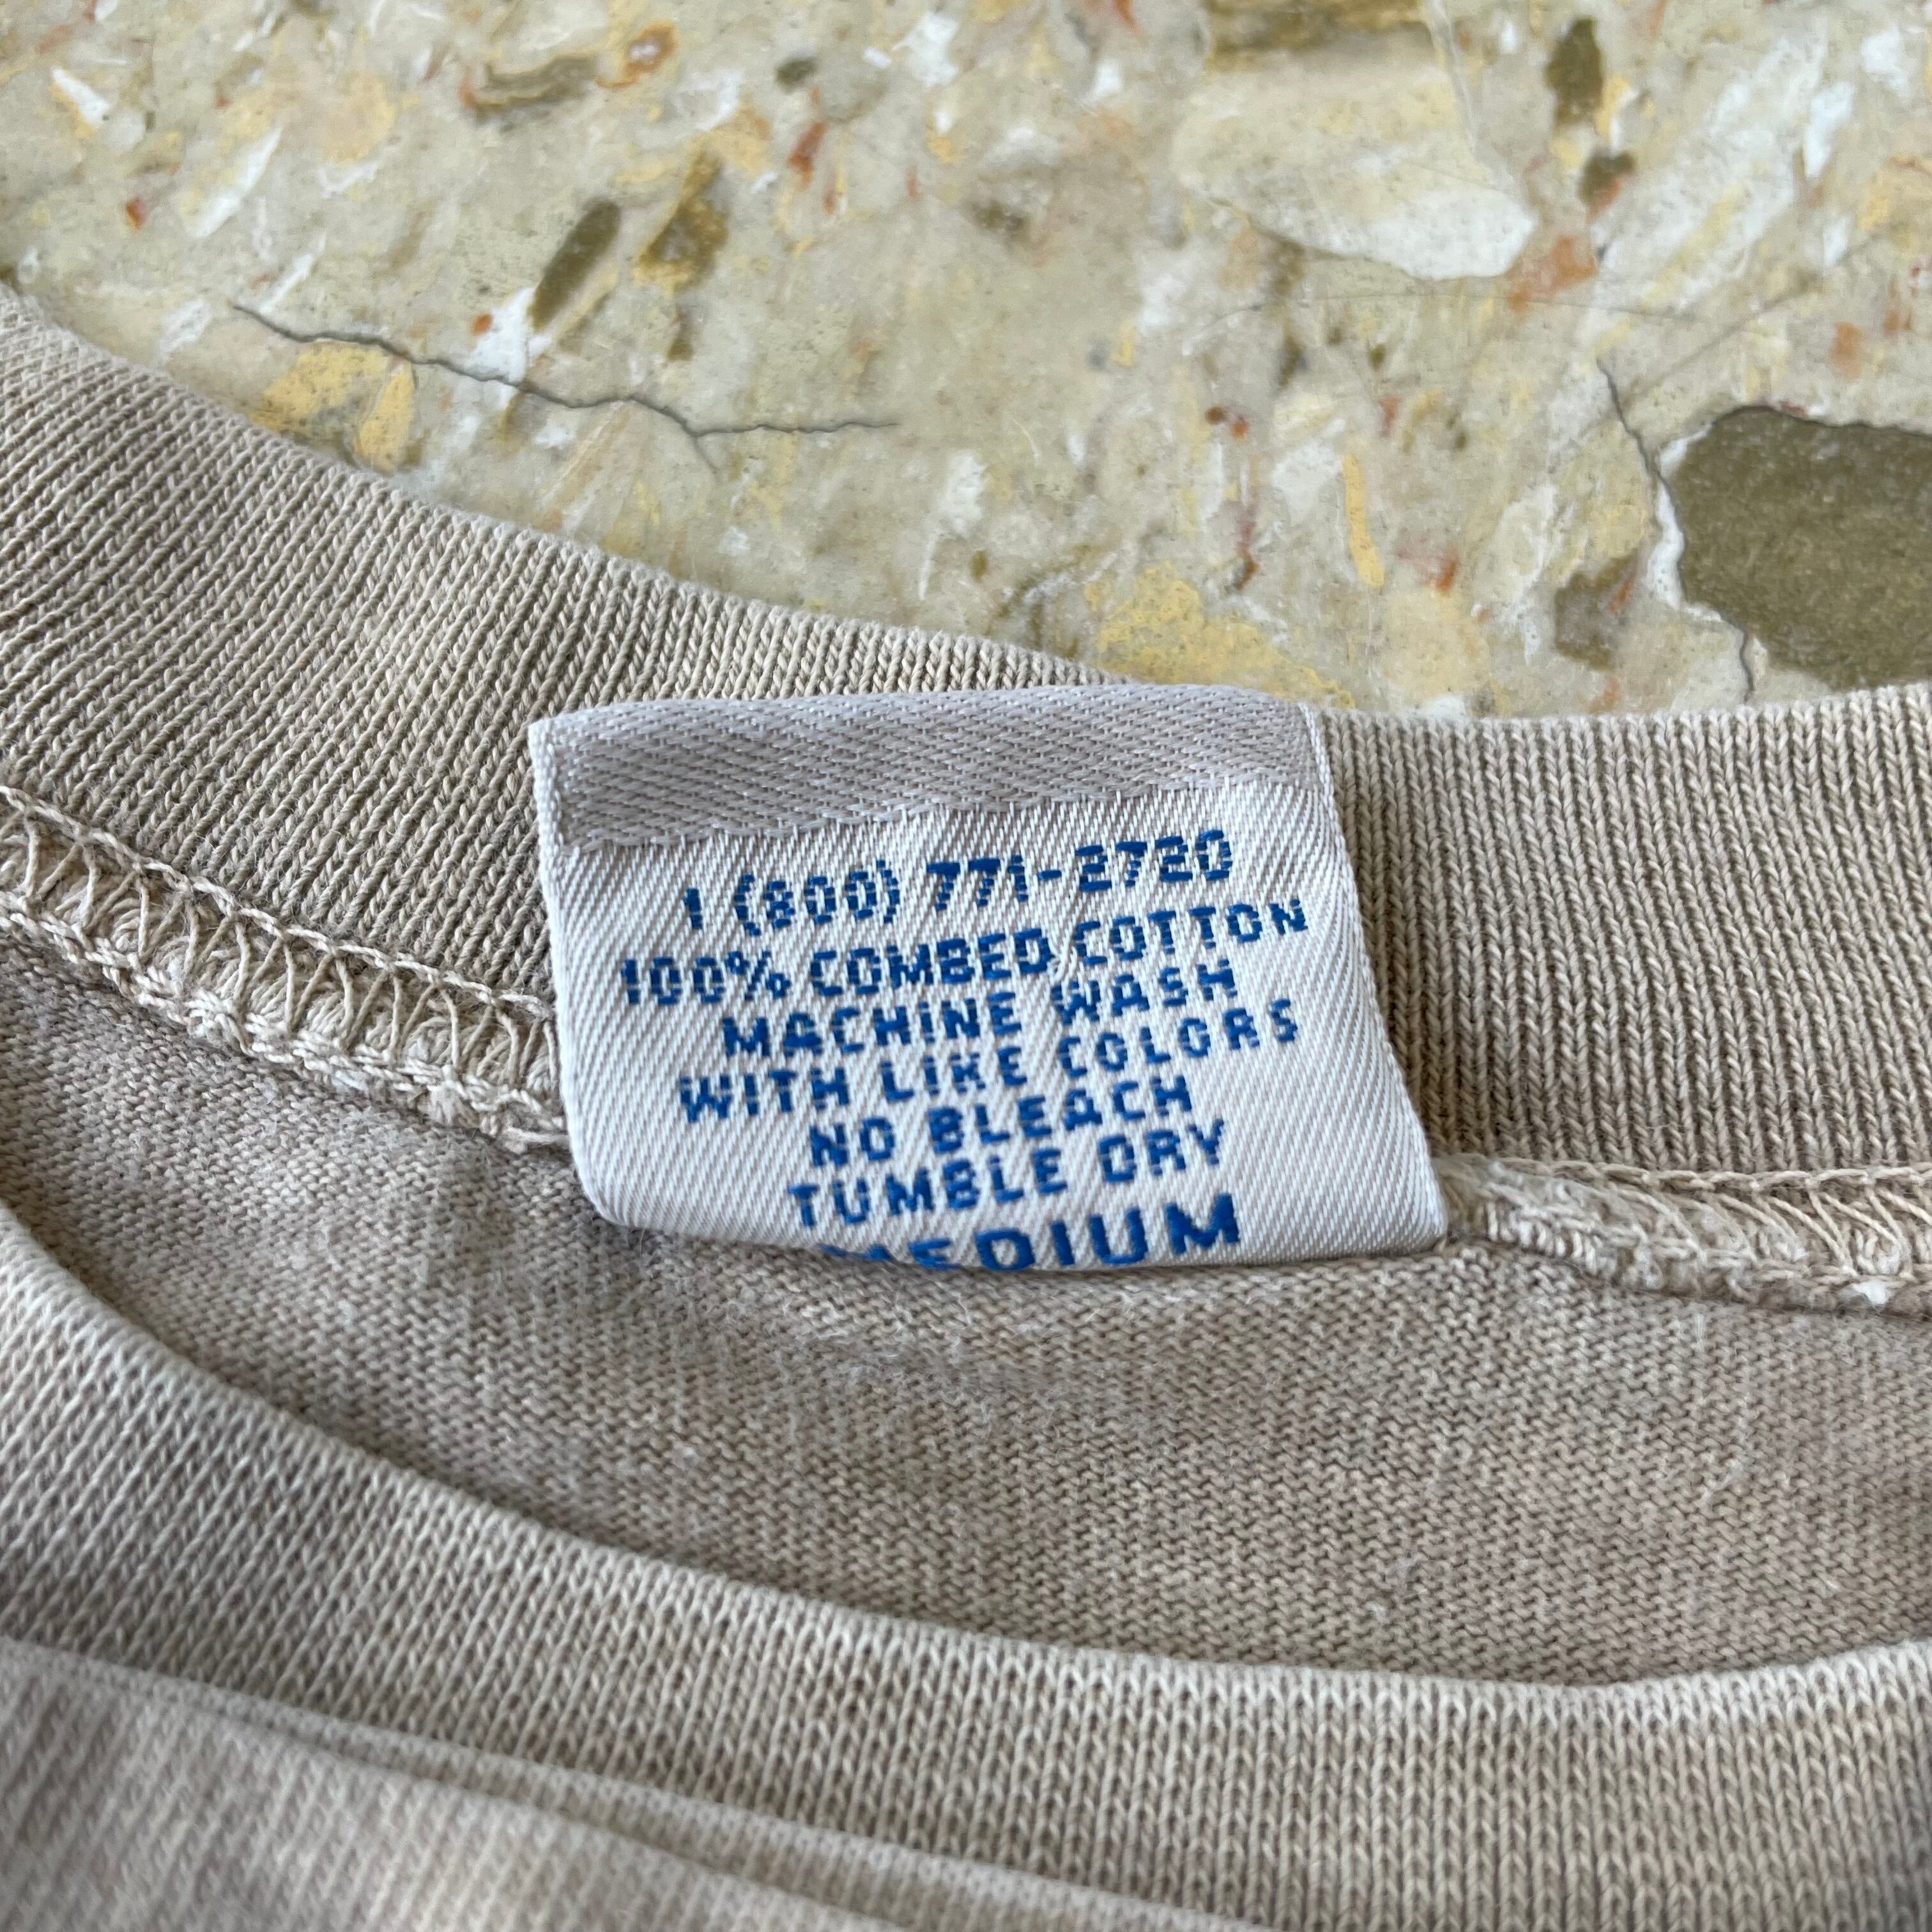 1 (800) 771-2720
100% COMBED COTTON
MACHINE WASH
WITH LIKE COLORS
NO BLEACH
TUMBLE DRY
MEDIUM